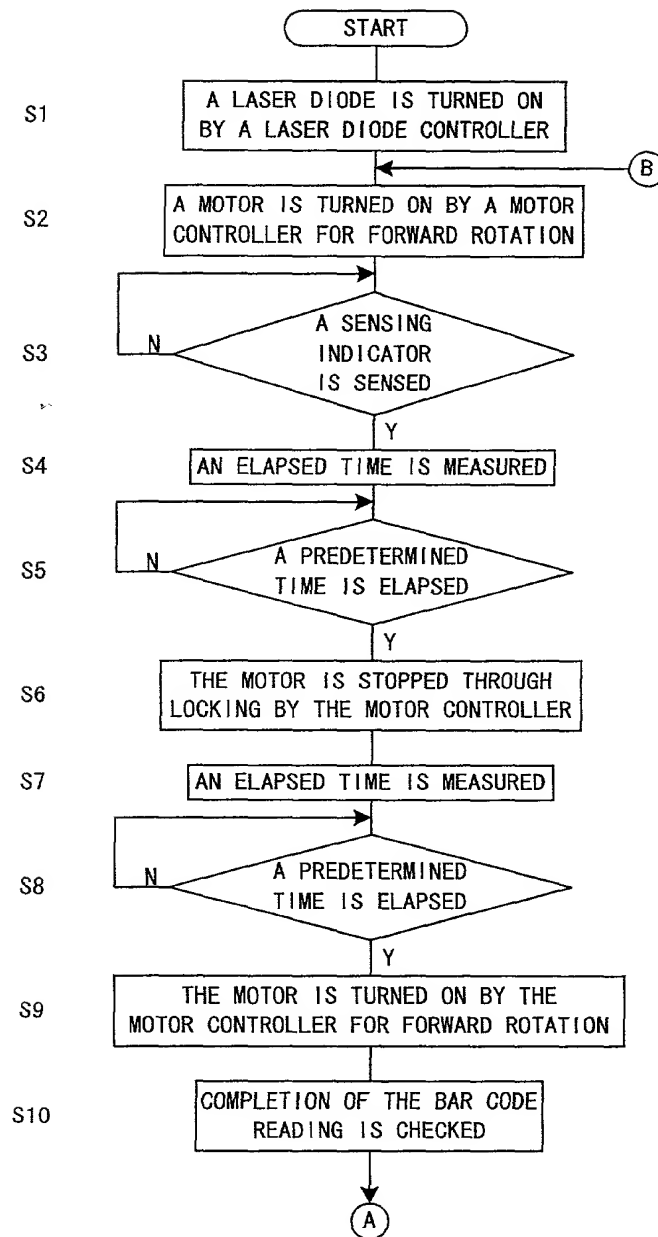 START
S1
A LASER DIODE IS TURNED ON
BY A LASER DIODE CONTROLLER
B
S2
A MOTOR IS TURNED ON BY A MOTOR
CONTROLLER FOR FORWARD ROTATION
S3
A SENSING
INDICATOR
IS SENSED
N
Y
S4
AN ELAPSED TIME IS MEASURED
S5
A PREDETERMINED
TIME IS ELAPSED
N
Y
S6
THE MOTOR IS STOPPED THROUGH
LOCKING BY THE MOTOR CONTROLLER
S7
AN ELAPSED TIME IS MEASURED
S8
A PREDETERMINED
TIME IS ELAPSED
N
Y
S9
THE MOTOR IS TURNED ON BY THE
MOTOR CONTROLLER FOR FORWARD ROTATION
S10
COMPLETION OF THE BAR CODE
READING IS CHECKED
A